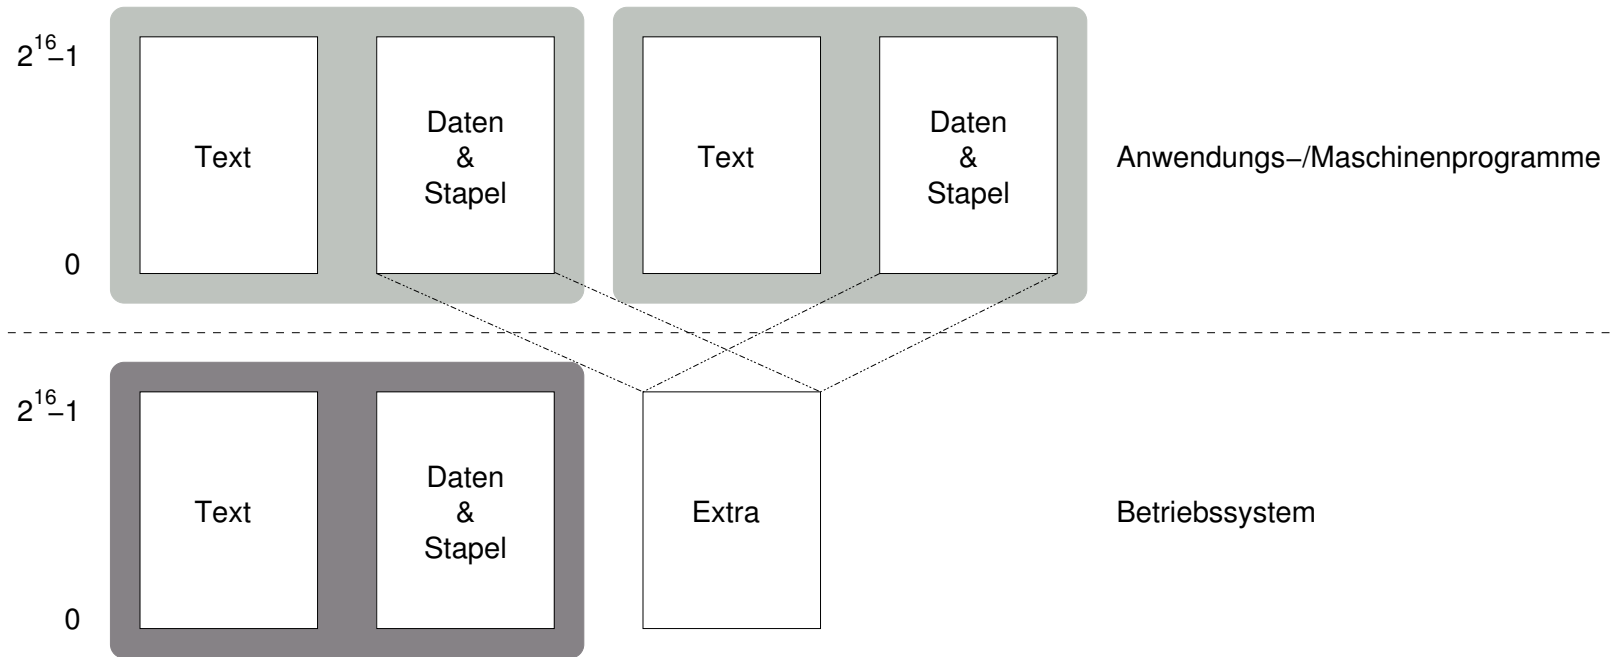 2^16–1
0
Text
Daten
&
Stapel
Text
Daten
&
Stapel
Anwendungs–/Maschinenprogramme
2^16–1
0
Text
Daten
&
Stapel
Extra
Betriebssystem